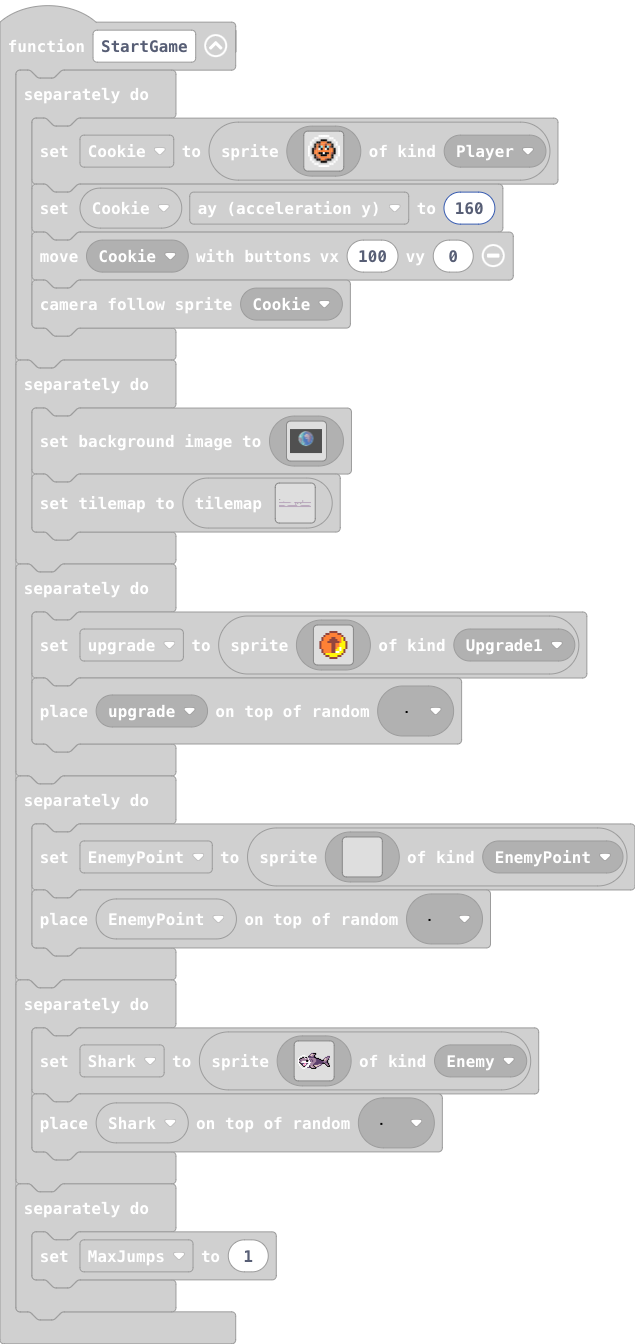 function StartGame
separately do
set Cookie to sprite of kind Player
set Cookie ay (acceleration y) to 160
move Cookie with buttons vx 100 vy 0
camera follow sprite Cookie
separately do
set background image to
set tilemap to tilemap
separately do
set upgrade to sprite of kind Upgrade1
place upgrade on top of random
separately do
set EnemyPoint to sprite of kind EnemyPoint
place EnemyPoint on top of random
separately do
set Shark to sprite of kind Enemy
place Shark on top of random
separately do
set MaxJumps to 1